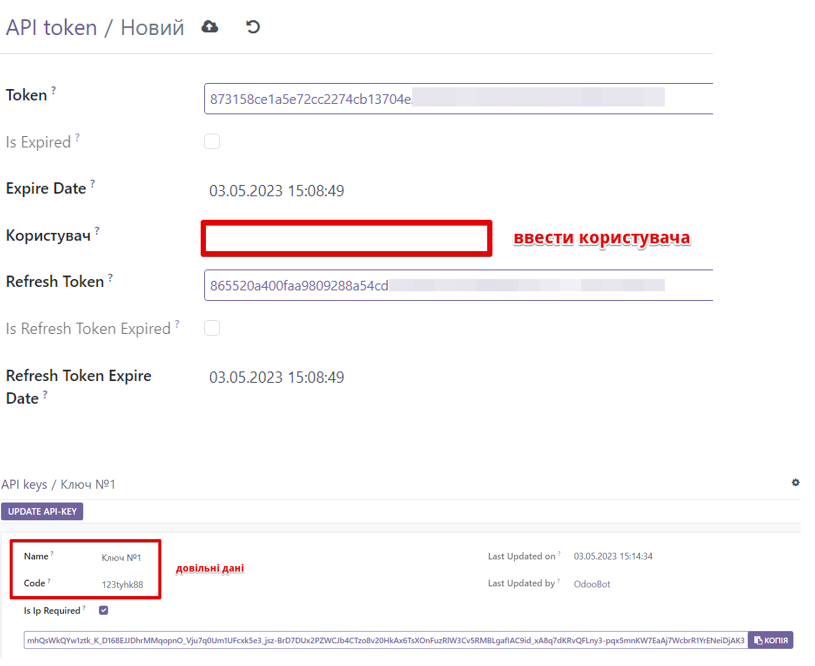 API token / Новий
Token ?
873158ce1a5e72cc2274cb13704e
Is Expired ?
Expire Date ?
03.05.2023 15:08:49
Користувач ?
ввести користувача
Refresh Token ?
865520a400faa9809288a54cd
Is Refresh Token Expired ?
Refresh Token Expire
Date ?
03.05.2023 15:08:49
API keys / Ключ №1
UPDATE API-KEY
Name ? Ключ №1
Code ? 123tyhk88
довільні дані
Last Updated on ? 03.05.2023 15:14:34
Last Updated by ? OdooBot
Is Ip Required ?
mhQsWkQYw1ztk_K_D168EJJDhrMMqopnO_Vju7q0Um1UFcxk5e3_jsz-BrD7DUx2PZWCJb4CTzo8v20HkAx6TsXOnFuzRlW3Cv5RMBLgafIAC9id_xA8q7dKRvQFLny3-pqx5mnKW7EaAj7WcbrR1YrENeiDjAK3
КОПІЯ